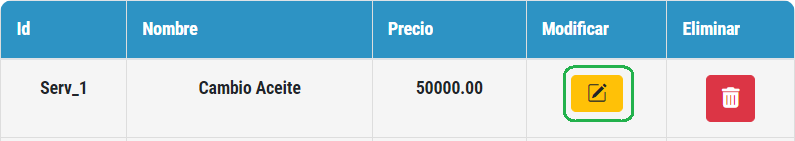 Id Nombre Precio Modificar Eliminar
Serv_1 Cambio Aceite 50000.00